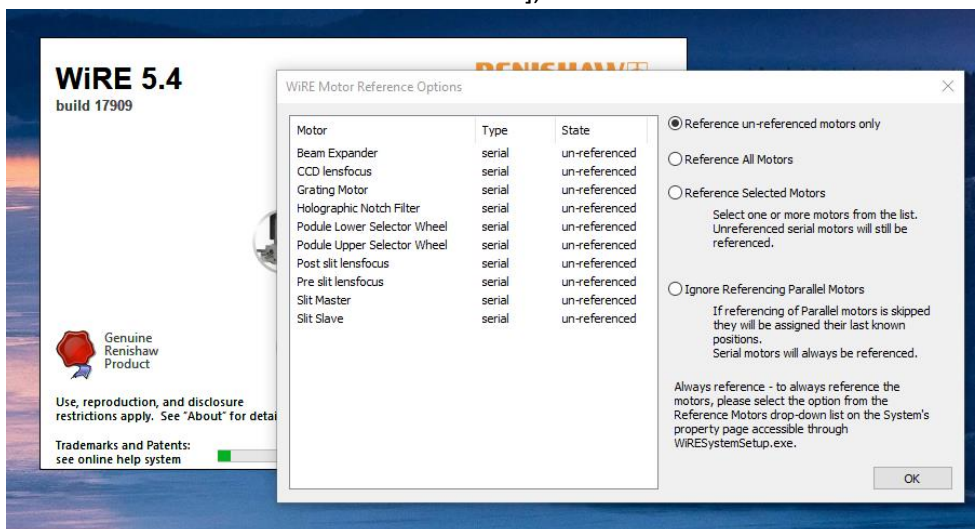 WiRE 5.4
build 17909
Genuine
Renishaw
Product
Use, reproduction, and disclosure
restrictions apply. See "About" for detai
Trademarks and Patents:
see online help system
RENISHAW
WiRE Motor Reference Options
Motor Type State
Beam Expander serial un-referenced
CCD lensfocus serial un-referenced
Grating Motor serial un-referenced
Holographic Notch Filter serial un-referenced
Podule Lower Selector Wheel serial un-referenced
Podule Upper Selector Wheel serial un-referenced
Post slit lensfocus serial un-referenced
Pre slit lensfocus serial un-referenced
Slit Master serial un-referenced
Slit Slave serial un-referenced
Reference un-referenced motors only
Reference All Motors
Reference Selected Motors
Select one or more motors from the list.
Unreferenced serial motors will still be
referenced.
Ignore Referencing Parallel Motors
If referencing of Parallel motors is skipped
they will be assigned their last known
positions.
Serial motors will always be referenced.
Always reference - to always reference the
motors, please select the option from the
Reference Motors drop-down list on the System's
property page accessible through
WiRESystemSetup.exe.
OK